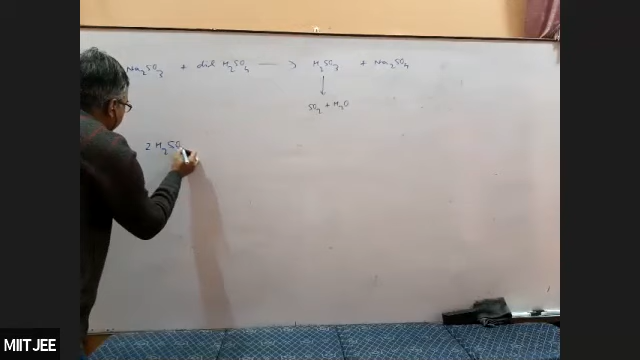 Na₂SO₃ + dil H₂SO₄ → H₂SO₃ + Na₂SO₄
↓
SO₂ + H₂O
2 H₂SO
MIIT JEE